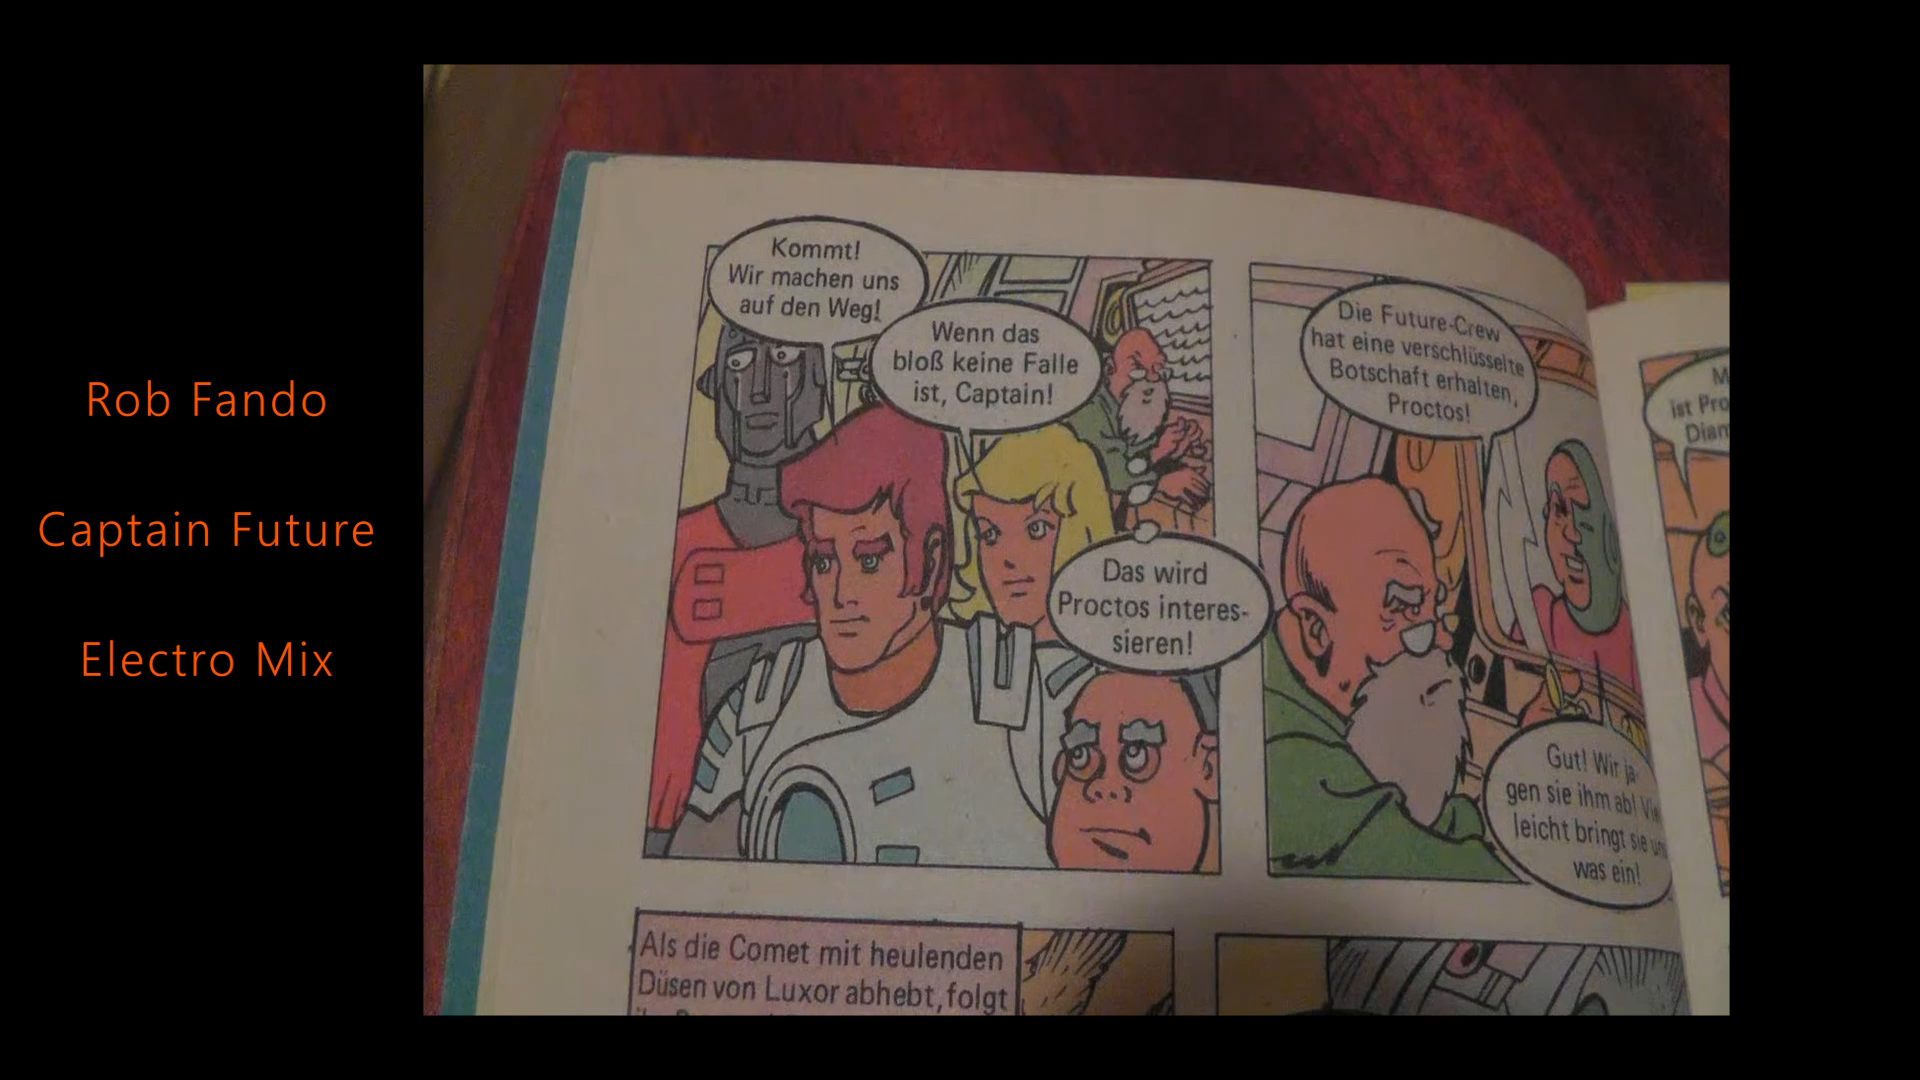 Rob Fando
Captain Future
Electro Mix
Kommt!
Wir machen uns
auf den Weg!
Wenn das
bloß keine Falle
ist, Captain!
Das wird
Proctos interes-
sieren!
Die Future-Crew
hat eine verschlüsselte
Botschaft erhalten,
Proctos!
Gut! Wir ja
gen sie ihm ab!
leicht bringt sie
was ein!
ist
Als die Comet mit heulenden
Düsen von Luxor abhebt, folgt